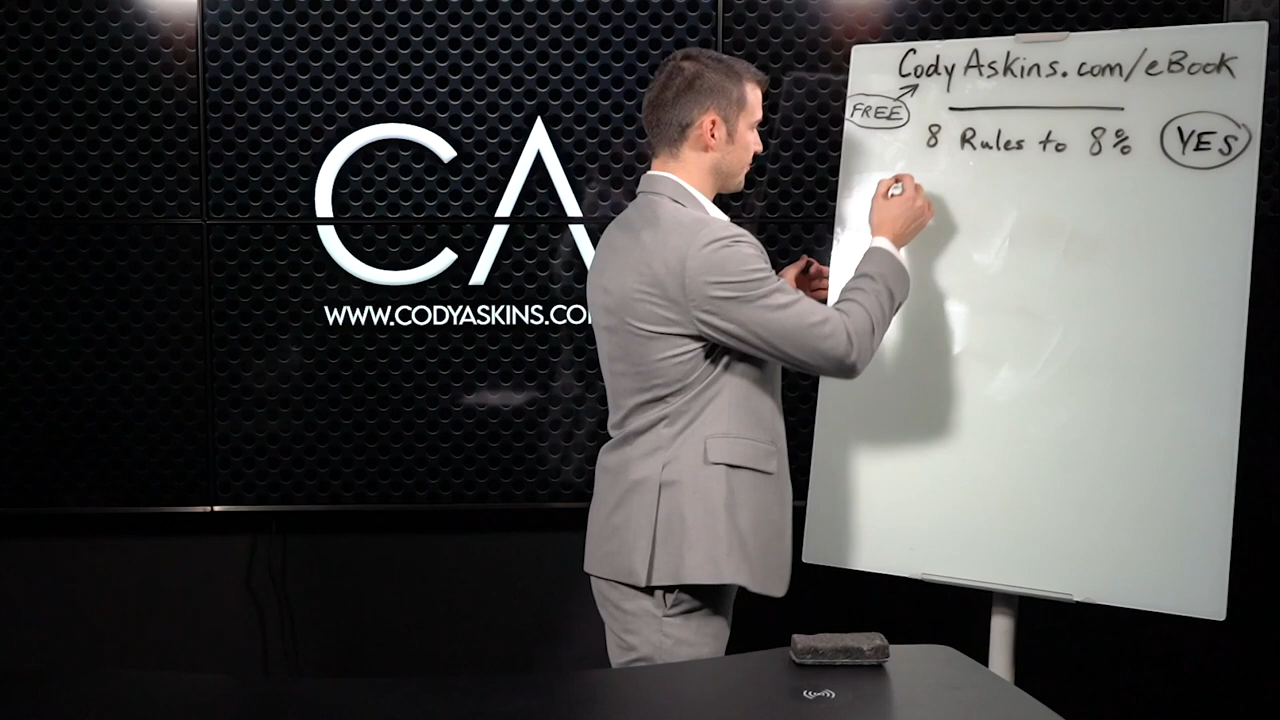 CA
WWW.CODYASKINS.CO
CodyAskins.com/eBook
FREE
8 Rules to 8% YES